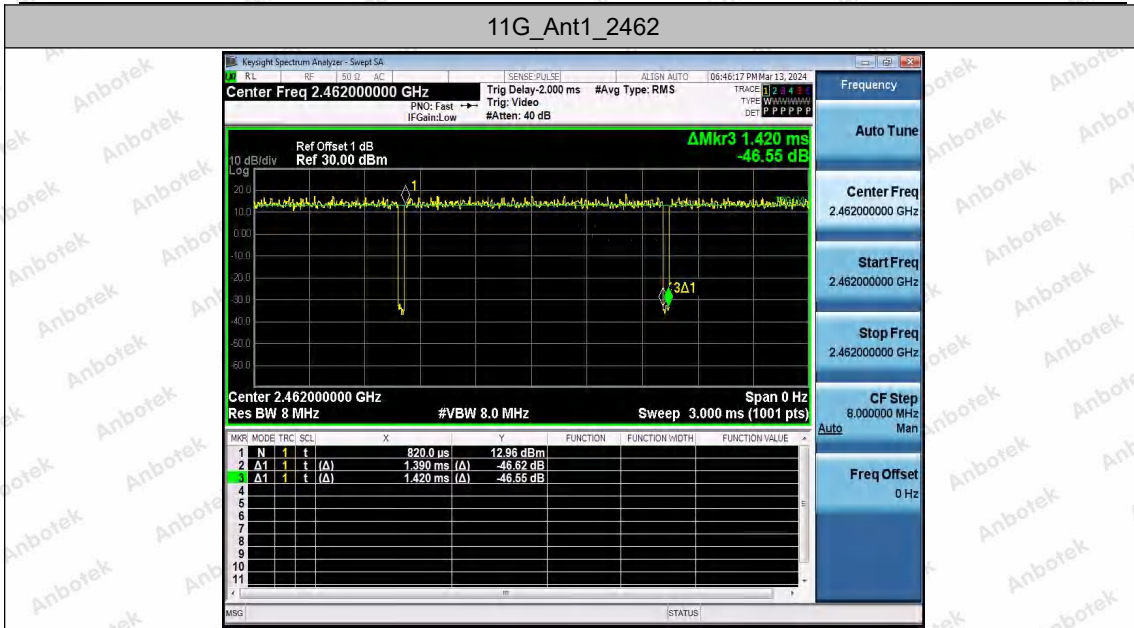 11G_Ant1_2462
Keysight Spectrum Analyzer - Swept SA
RL RF 50 Ω AC SENSE:PULSE ALIGN AUTO 06:46:17 PM Mar 13, 2024
Center Freq 2.462000000 GHz
PNO: Fast
IFGain:Low
Trig Delay-2.000 ms
Trig: Video
#Atten: 40 dB
#Avg Type: RMS
TRACE 1 2 3 4 5 6
TYPE WWWWWW
DET P P P P P P
ΔMkr3 1.420 ms
-46.55 dB
Ref Offset 1 dB
10 dB/div Ref 30.00 dBm
Log
20.0
10.0
0.00
-10.0
-20.0
-30.0
-40.0
-50.0
-60.0
1
3Δ1
Center 2.462000000 GHz Span 0 Hz
Res BW 8 MHz #VBW 8.0 MHz Sweep 3.000 ms (1001 pts)
MKR MODE TRC SCL X Y FUNCTION FUNCTION WIDTH FUNCTION VALUE
1 N 1 t 820.0 µs 12.96 dBm
2 Δ1 1 t (Δ) 1.390 ms (Δ) -46.62 dB
3 Δ1 1 t (Δ) 1.420 ms (Δ) -46.55 dB
4
5
6
7
8
9
10
11
MSG STATUS
Frequency
Auto Tune
Center Freq
2.462000000 GHz
Start Freq
2.462000000 GHz
Stop Freq
2.462000000 GHz
CF Step
8.000000 MHz
Auto Man
Freq Offset
0 Hz
Anbotek